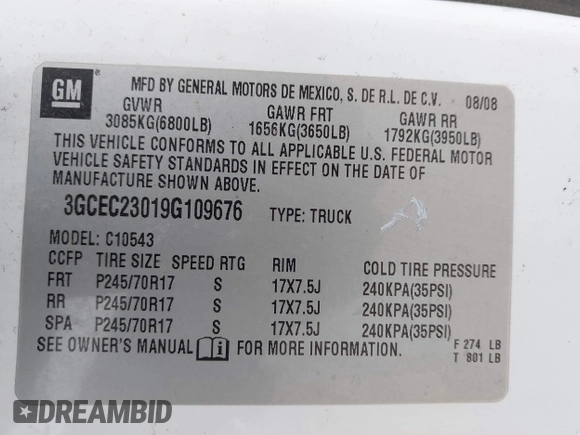 GM
MFD BY GENERAL MOTORS DE MEXICO, S. DE R.L. DE C.V. 08/08
GVWR GAWR FRT GAWR RR
3085KG(6800LB) 1656KG(3650LB) 1792KG(3950LB)
THIS VEHICLE CONFORMS TO ALL APPLICABLE U.S. FEDERAL MOTOR
VEHICLE SAFETY STANDARDS IN EFFECT ON THE DATE OF
MANUFACTURE SHOWN ABOVE.
3GCEC23019G109676 TYPE: TRUCK
MODEL: C10543
CCFP TIRE SIZE SPEED RTG RIM COLD TIRE PRESSURE
FRT P245/70R17 S 17X7.5J 240KPA(35PSI)
RR P245/70R17 S 17X7.5J 240KPA(35PSI)
SPA P245/70R17 S 17X7.5J 240KPA(35PSI)
SEE OWNER'S MANUAL FOR MORE INFORMATION.
F 274 LB
T 801 LB
DREAMBID